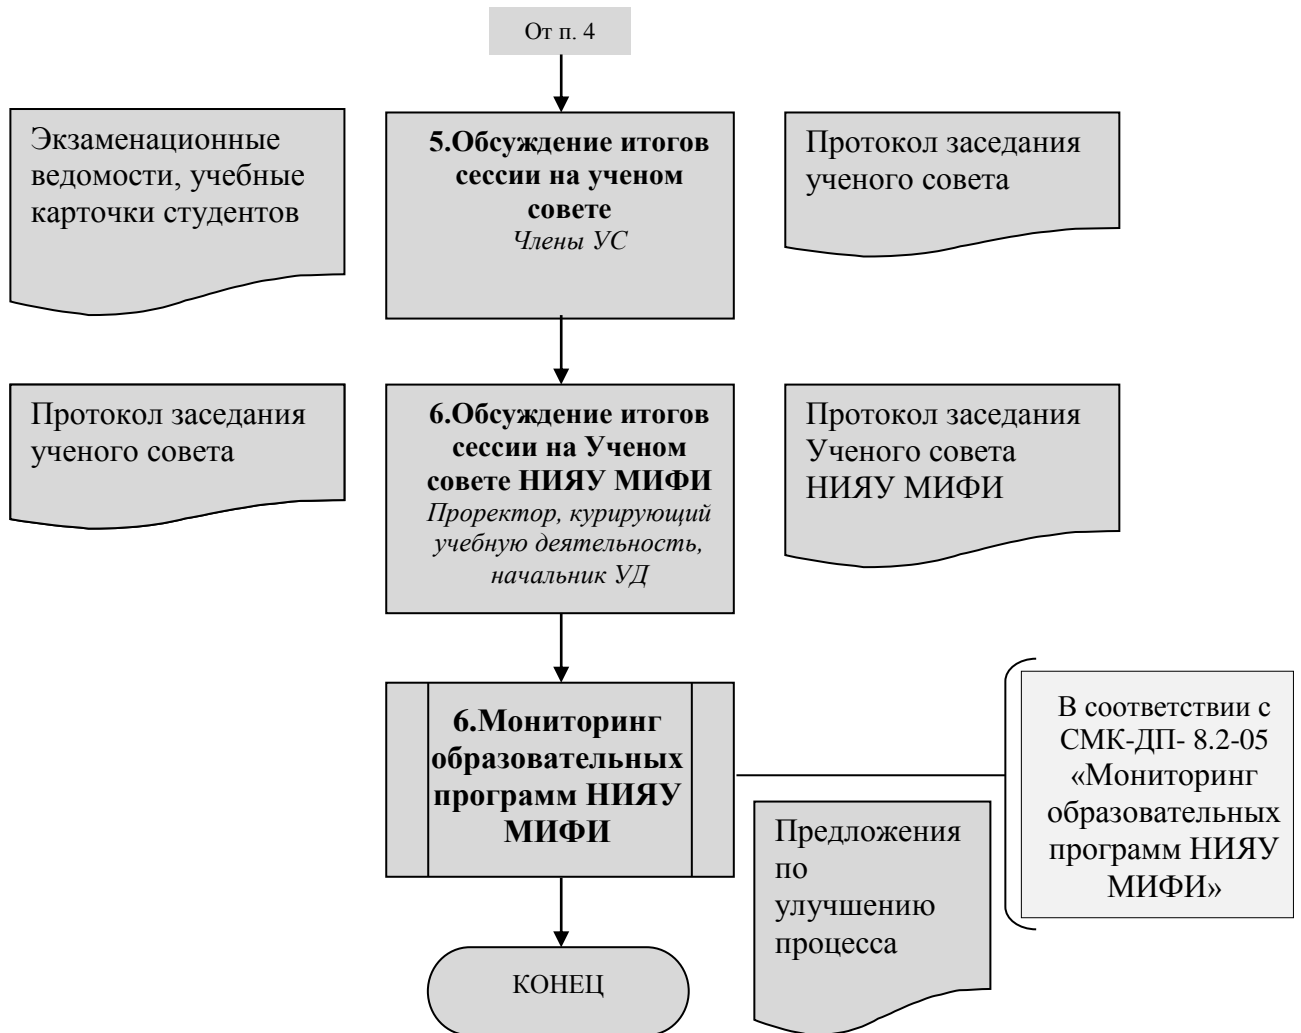 От п. 4
Экзаменационные
ведомости, учебные
карточки студентов
5.Обсуждение итогов
сессии на ученом
совете
Члены УС
Протокол заседания
ученого совета
Протокол заседания
ученого совета
6.Обсуждение итогов
сессии на Ученом
совете НИЯУ МИФИ
Проректор, курирующий
учебную деятельность,
начальник УД
Протокол заседания
Ученого совета
НИЯУ МИФИ
6.Мониторинг
образовательных
программ НИЯУ
МИФИ
В соответствии с
СМК-ДП- 8.2-05
«Мониторинг
образовательных
программ НИЯУ
МИФИ»
Предложения
по
улучшению
процесса
КОНЕЦ